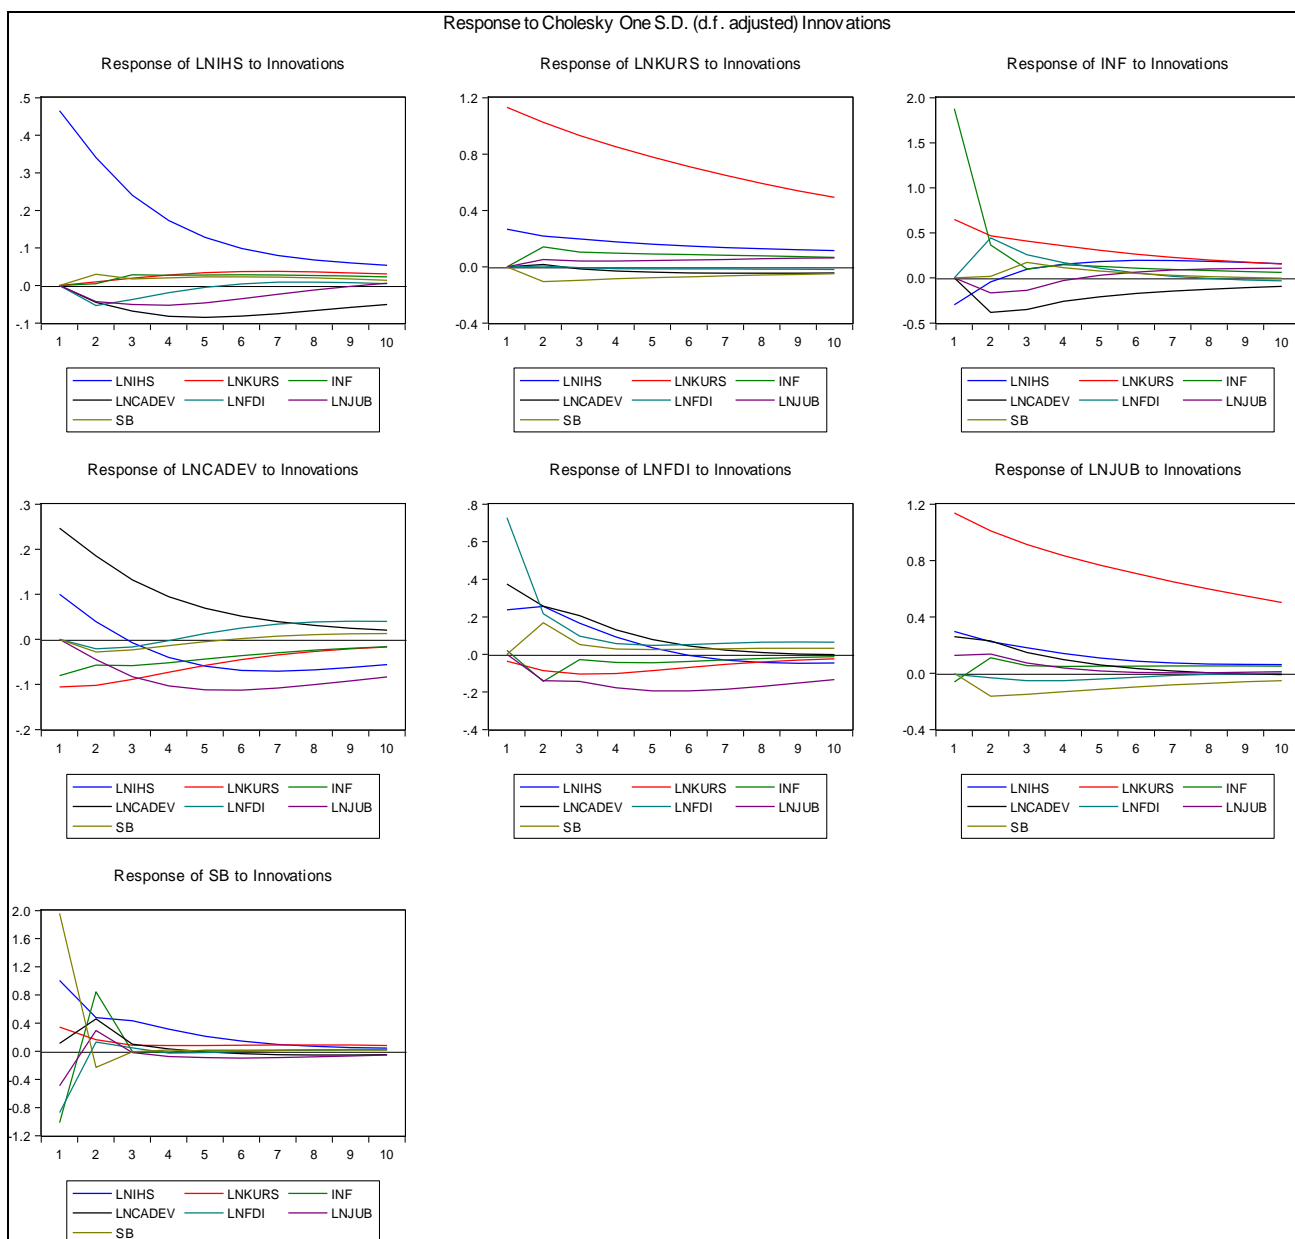 Response to Cholesky One S.D. (d.f. adjusted) Innovations
Response of LNIHS to Innovations
.5
.4
.3
.2
.1
.0
-.1
1 2 3 4 5 6 7 8 9 10
LNIHS LNKURS INF
LNCADEV LNFDI LNJUB
SB
Response of LNKURS to Innovations
1.2
0.8
0.4
0.0
-0.4
1 2 3 4 5 6 7 8 9 10
LNIHS LNKURS INF
LNCADEV LNFDI LNJUB
SB
Response of INF to Innovations
2.0
1.5
1.0
0.5
0.0
-0.5
1 2 3 4 5 6 7 8 9 10
LNIHS LNKURS INF
LNCADEV LNFDI LNJUB
SB
Response of LNCADEV to Innovations
.3
.2
.1
.0
-.1
-.2
1 2 3 4 5 6 7 8 9 10
LNIHS LNKURS INF
LNCADEV LNFDI LNJUB
SB
Response of LNFDI to Innovations
.8
.6
.4
.2
.0
-.2
-.4
1 2 3 4 5 6 7 8 9 10
LNIHS LNKURS INF
LNCADEV LNFDI LNJUB
SB
Response of LNJUB to Innovations
1.2
0.8
0.4
0.0
-0.4
1 2 3 4 5 6 7 8 9 10
LNIHS LNKURS INF
LNCADEV LNFDI LNJUB
SB
Response of SB to Innovations
2.0
1.6
1.2
0.8
0.4
0.0
-0.4
-0.8
-1.2
1 2 3 4 5 6 7 8 9 10
LNIHS LNKURS INF
LNCADEV LNFDI LNJUB
SB